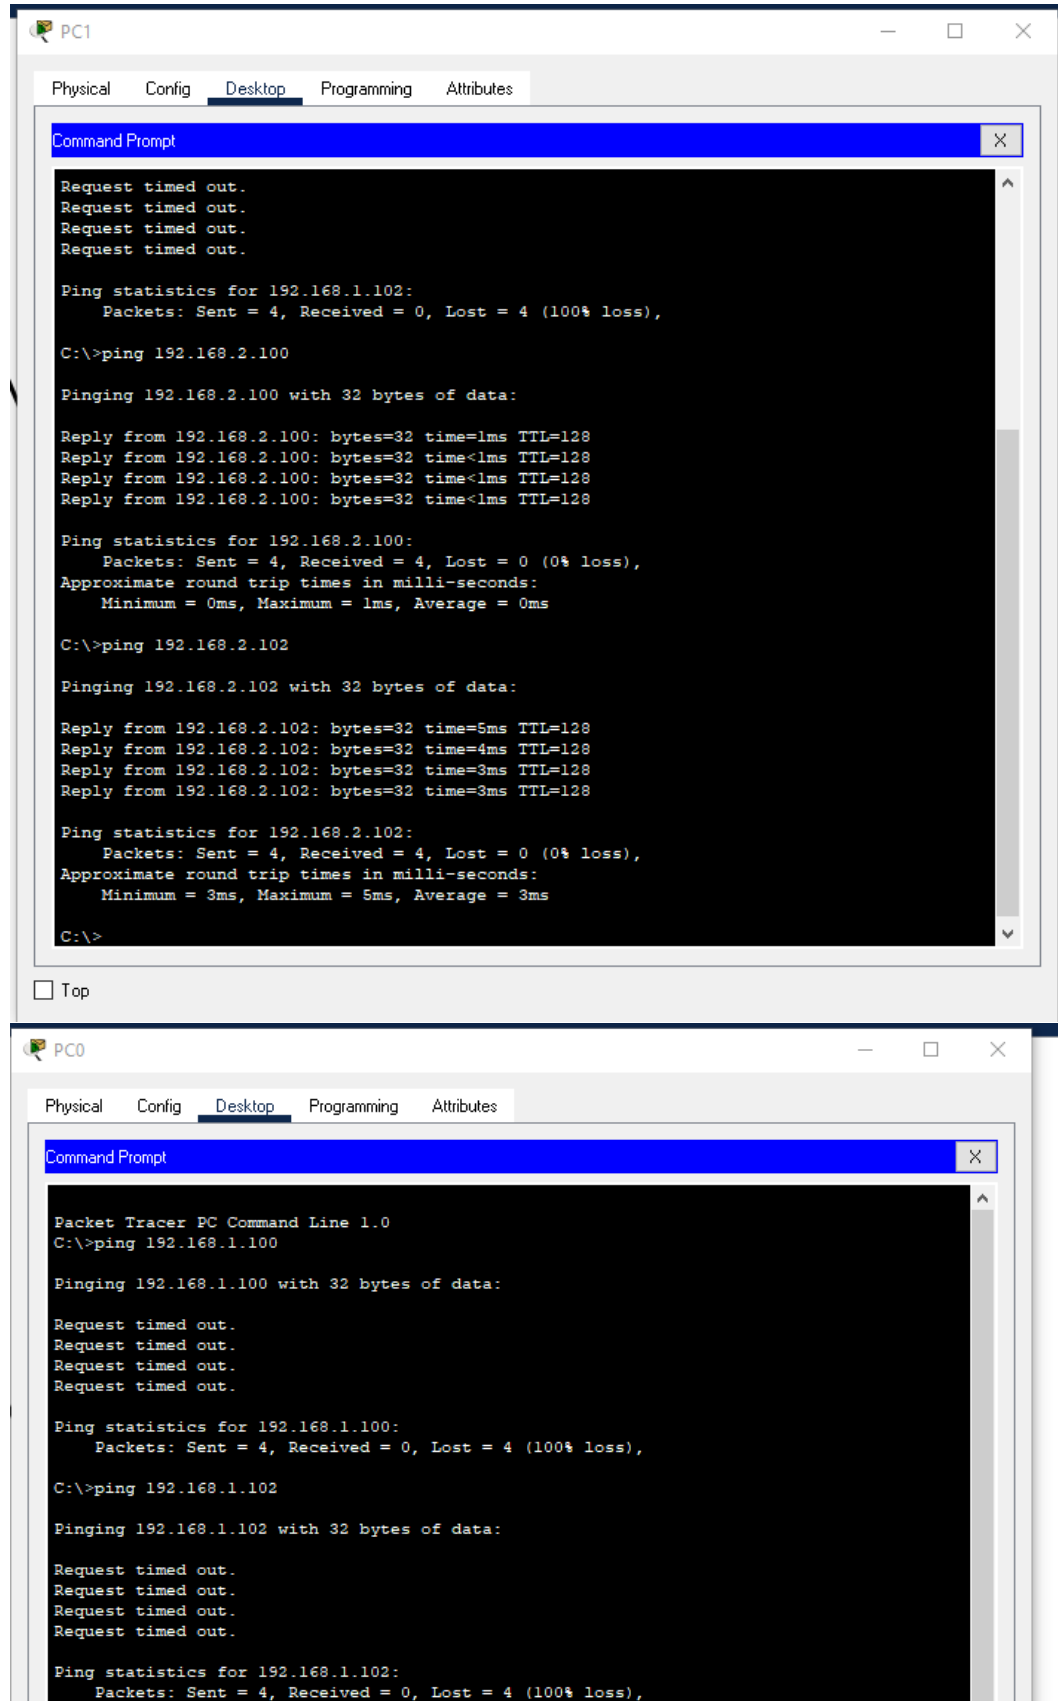 PC1
Physical Config Desktop Programming Attributes
Command Prompt X
Request timed out.
Request timed out.
Request timed out.
Request timed out.
Ping statistics for 192.168.1.102:
Packets: Sent = 4, Received = 0, Lost = 4 (100% loss),
C:\>ping 192.168.2.100
Pinging 192.168.2.100 with 32 bytes of data:
Reply from 192.168.2.100: bytes=32 time=1ms TTL=128
Reply from 192.168.2.100: bytes=32 time<1ms TTL=128
Reply from 192.168.2.100: bytes=32 time<1ms TTL=128
Reply from 192.168.2.100: bytes=32 time<1ms TTL=128
Ping statistics for 192.168.2.100:
Packets: Sent = 4, Received = 4, Lost = 0 (0% loss),
Approximate round trip times in milli-seconds:
Minimum = 0ms, Maximum = 1ms, Average = 0ms
C:\>ping 192.168.2.102
Pinging 192.168.2.102 with 32 bytes of data:
Reply from 192.168.2.102: bytes=32 time=5ms TTL=128
Reply from 192.168.2.102: bytes=32 time=4ms TTL=128
Reply from 192.168.2.102: bytes=32 time=3ms TTL=128
Reply from 192.168.2.102: bytes=32 time=3ms TTL=128
Ping statistics for 192.168.2.102:
Packets: Sent = 4, Received = 4, Lost = 0 (0% loss),
Approximate round trip times in milli-seconds:
Minimum = 3ms, Maximum = 5ms, Average = 3ms
C:\>
Top
PC0
Physical Config Desktop Programming Attributes
Command Prompt X
Packet Tracer PC Command Line 1.0
C:\>ping 192.168.1.100
Pinging 192.168.1.100 with 32 bytes of data:
Request timed out.
Request timed out.
Request timed out.
Request timed out.
Ping statistics for 192.168.1.100:
Packets: Sent = 4, Received = 0, Lost = 4 (100% loss),
C:\>ping 192.168.1.102
Pinging 192.168.1.102 with 32 bytes of data:
Request timed out.
Request timed out.
Request timed out.
Request timed out.
Ping statistics for 192.168.1.102:
Packets: Sent = 4, Received = 0, Lost = 4 (100% loss),